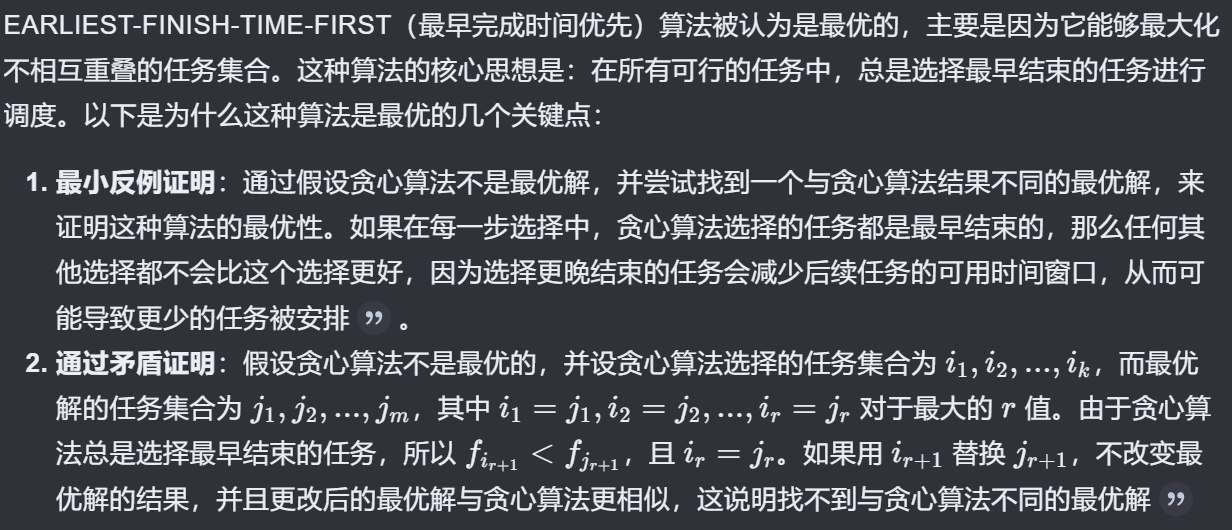 EARLIEST-FINISH-TIME-FIRST（最早完成时间优先）算法被认为是最优的，主要是因为它能够最大化
不相互重叠的任务集合。这种算法的核心思想是：在所有可行的任务中，总是选择最早结束的任务进行
调度。以下是为什么这种算法是最优的几个关键点：
1. 最小反例证明：通过假设贪心算法不是最优解，并尝试找到一个与贪心算法结果不同的最优解，来
证明这种算法的最优性。如果在每一步选择中，贪心算法选择的任务都是最早结束的，那么任何其
他选择都不会比这个选择更好，因为选择更晚结束的任务会减少后续任务的可用时间窗口，从而可
能导致更少的任务被安排 ” 。
2. 通过矛盾证明：假设贪心算法不是最优的，并设贪心算法选择的任务集合为 i₁, i₂, ..., iₖ，而最优
解的任务集合为 j₁, j₂, ..., jₘ，其中 i₁ = j₁, i₂ = j₂, ..., iᵣ = jᵣ 对于最大的 r 值。由于贪心算
法总是选择最早结束的任务，所以 f_{i_{r+1}} < f_{j_{r+1}}，且 iᵣ = jᵣ。如果用 i_{r+1} 替换 j_{r+1}，不改变最
优解的结果，并且更改后的最优解与贪心算法更相似，这说明找不到与贪心算法不同的最优解 ”